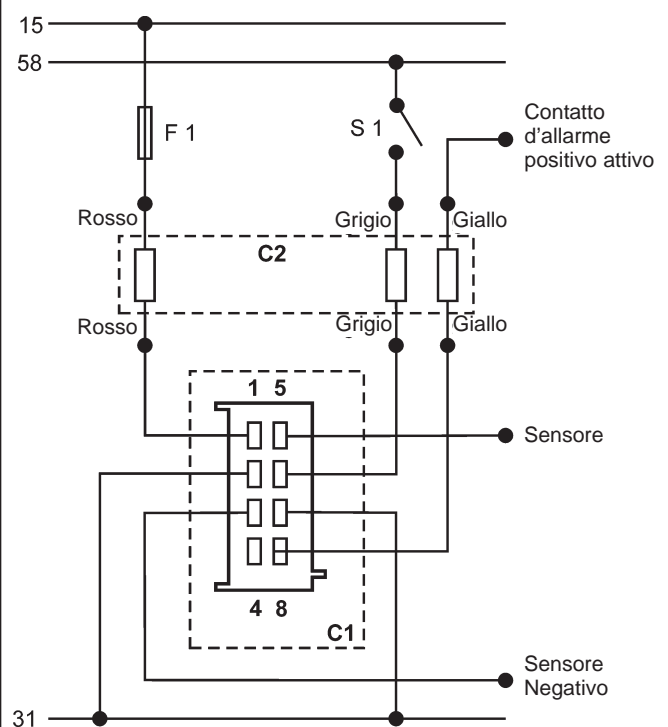 15
58
F 1
S 1
Contatto
d'allarme
positivo attivo
Rosso
Grigio
Giallo
C2
Rosso
Grigio
Giallo
1 5
Sensore
4 8
C1
Sensore
Negativo
31